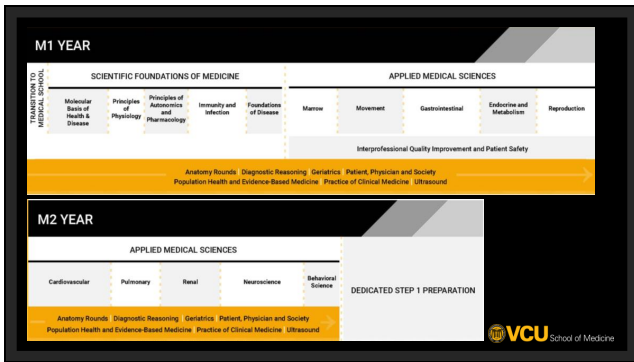 M1 YEAR
TRANSITION TO
MEDICAL SCHOOL
SCIENTIFIC FOUNDATIONS OF MEDICINE
Molecular
Basis of
Health &
Disease
Principles
of
Physiology
Principles of
Autonomics
and
Pharmacology
Immunity and
Infection
Foundations
of Disease
APPLIED MEDICAL SCIENCES
Marrow
Movement
Gastrointestinal
Endocrine and
Metabolism
Reproduction
Interprofessional Quality Improvement and Patient Safety
Anatomy Rounds | Diagnostic Reasoning | Geriatrics | Patient, Physician and Society
Population Health and Evidence-Based Medicine | Practice of Clinical Medicine | Ultrasound
M2 YEAR
APPLIED MEDICAL SCIENCES
Cardiovascular
Pulmonary
Renal
Neuroscience
Behavioral
Science
DEDICATED STEP 1 PREPARATION
Anatomy Rounds | Diagnostic Reasoning | Geriatrics | Patient, Physician and Society
Population Health and Evidence-Based Medicine | Practice of Clinical Medicine | Ultrasound
VCU School of Medicine